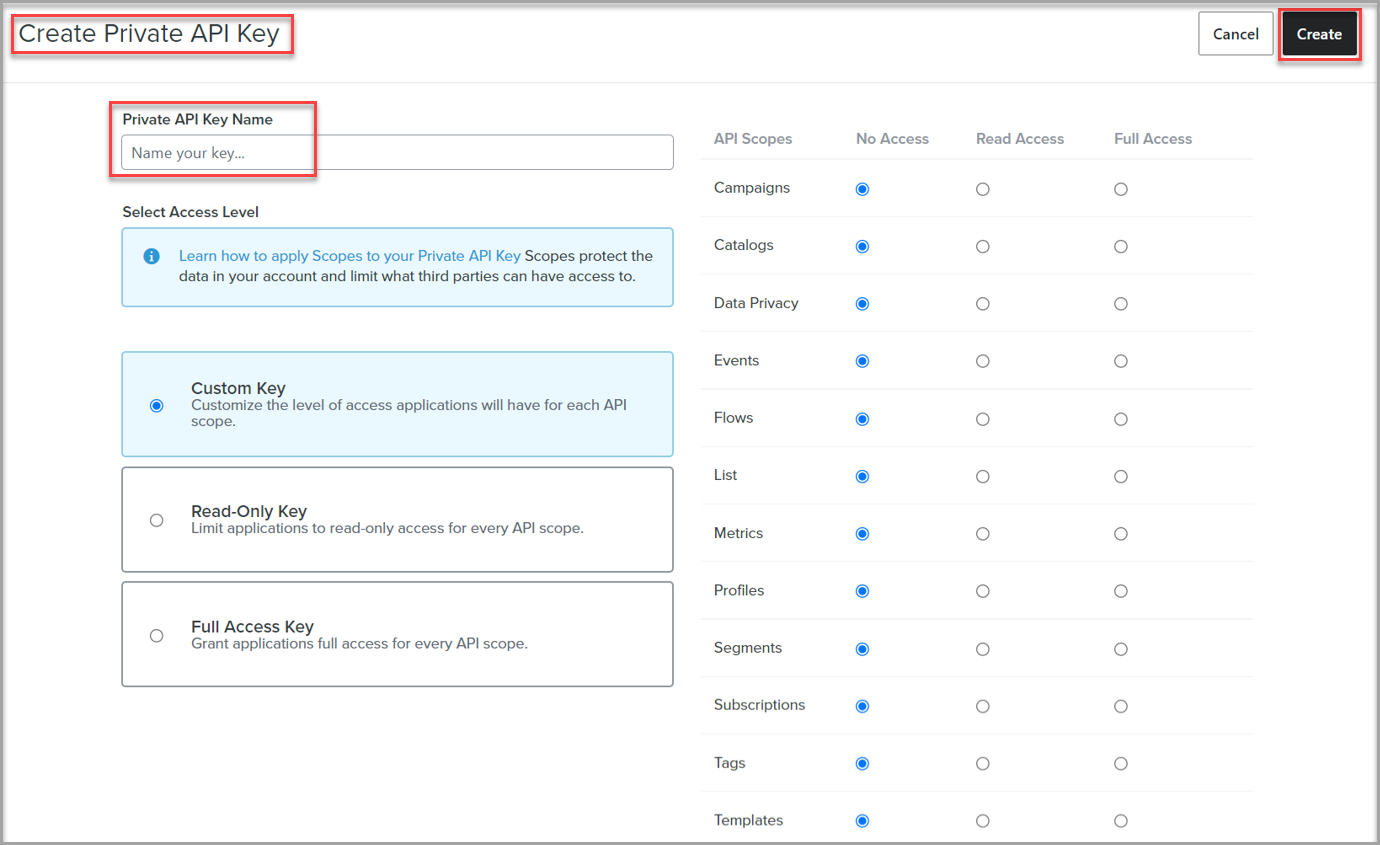 Create Private API Key
Cancel
Create
Private API Key Name
Name your key...
Select Access Level
Learn how to apply Scopes to your Private API Key Scopes protect the
data in your account and limit what third parties can have access to.
Custom Key
Customize the level of access applications will have for each API
scope.
Read-Only Key
Limit applications to read-only access for every API scope.
Full Access Key
Grant applications full access for every API scope.
API Scopes No Access Read Access Full Access
Campaigns
Catalogs
Data Privacy
Events
Flows
List
Metrics
Profiles
Segments
Subscriptions
Tags
Templates